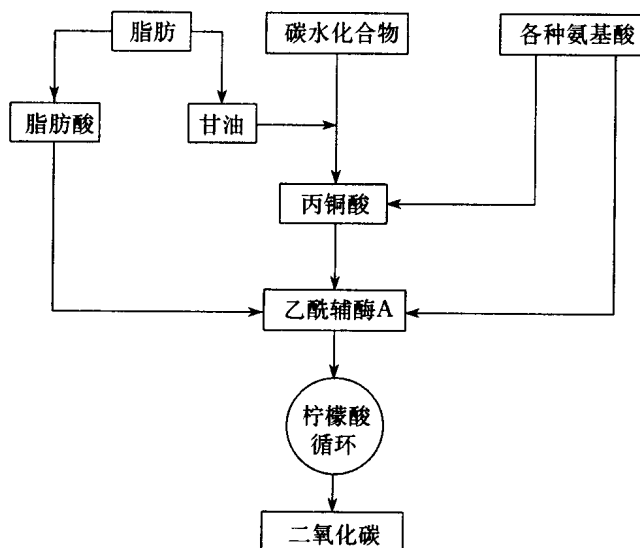 脂肪
碳水化合物
各种氨基酸
脂肪酸
甘油
丙铜酸
乙酰辅酶A
柠檬酸
循环
二氧化碳